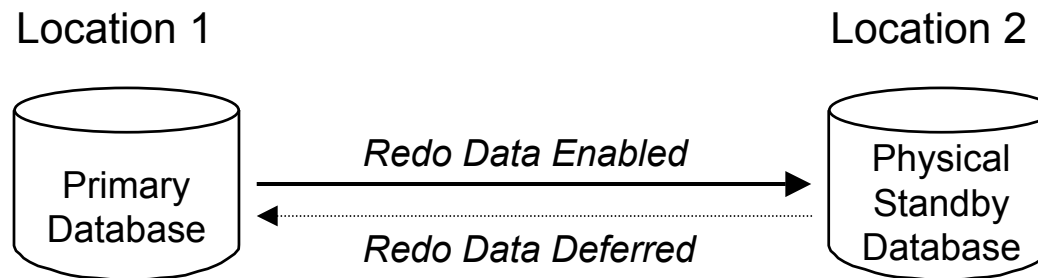 Location 1
Location 2
Primary
Database
Redo Data Enabled
Redo Data Deferred
Physical
Standby
Database